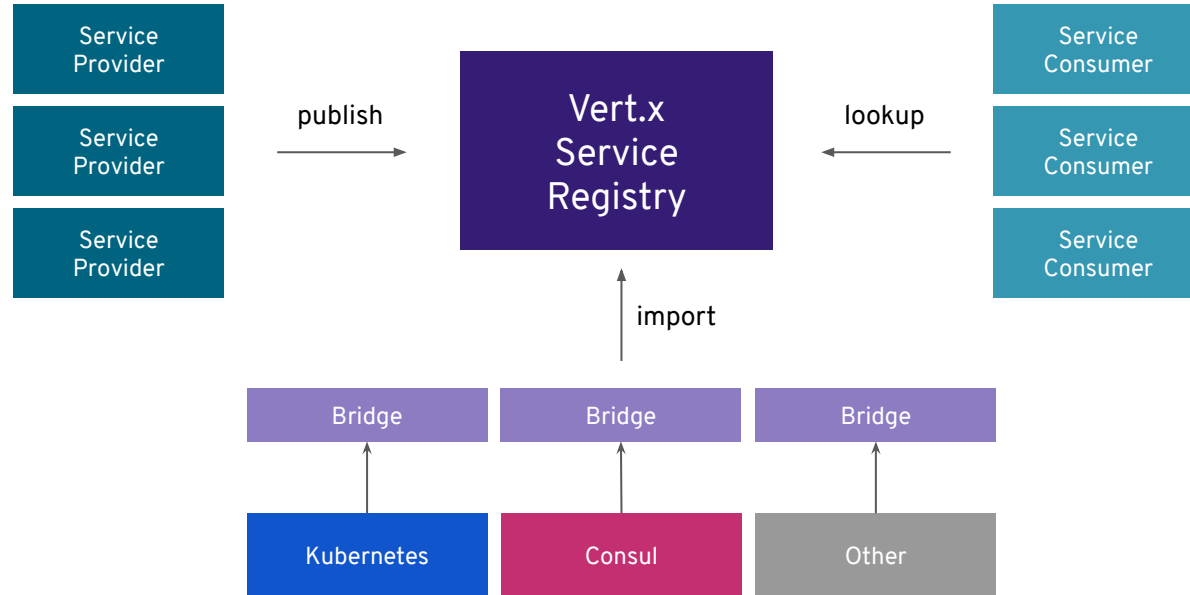 Service
Provider
Service
Provider
Service
Provider
publish
Vert.x
Service
Registry
lookup
Service
Consumer
Service
Consumer
Service
Consumer
import
Bridge
Bridge
Bridge
Kubernetes
Consul
Other